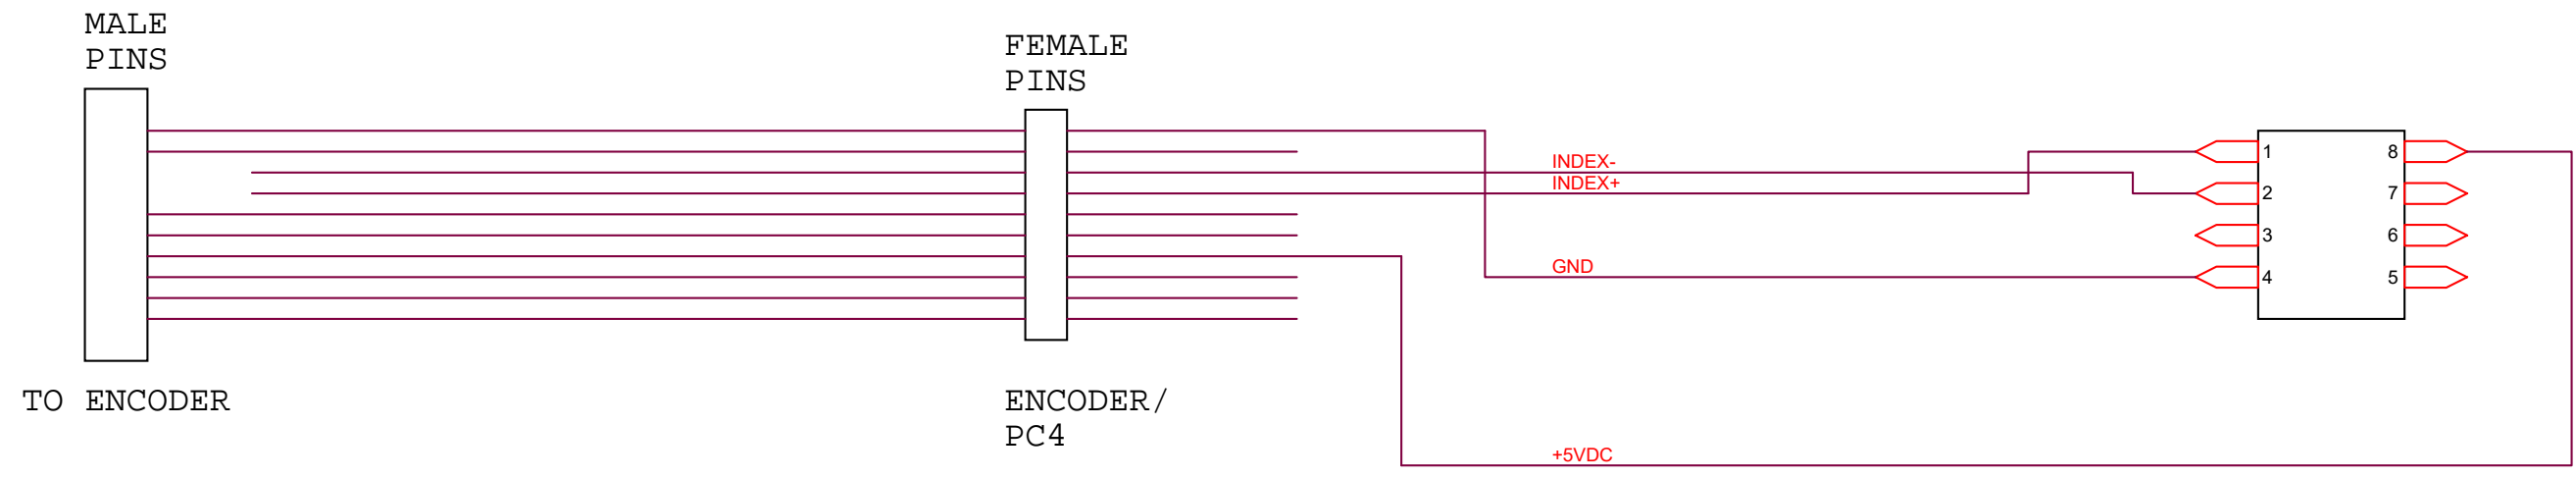 MALE
PINS
FEMALE
PINS
INDEX-
INDEX+
GND
+5VDC
1
2
3
4
8
7
6
5
TO ENCODER
ENCODER/
PC4